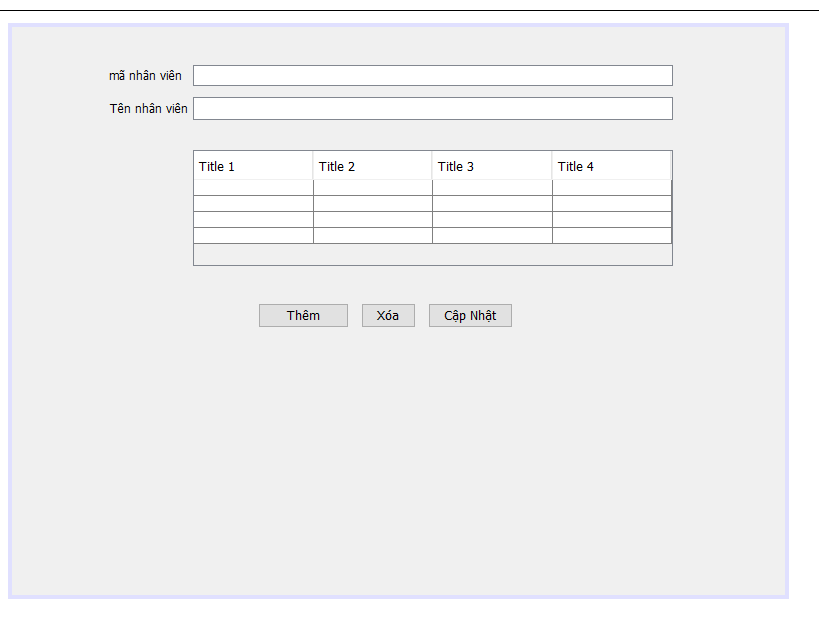 mã nhân viên
Tên nhân viên
Title 1 Title 2 Title 3 Title 4
Thêm Xóa Cập Nhật